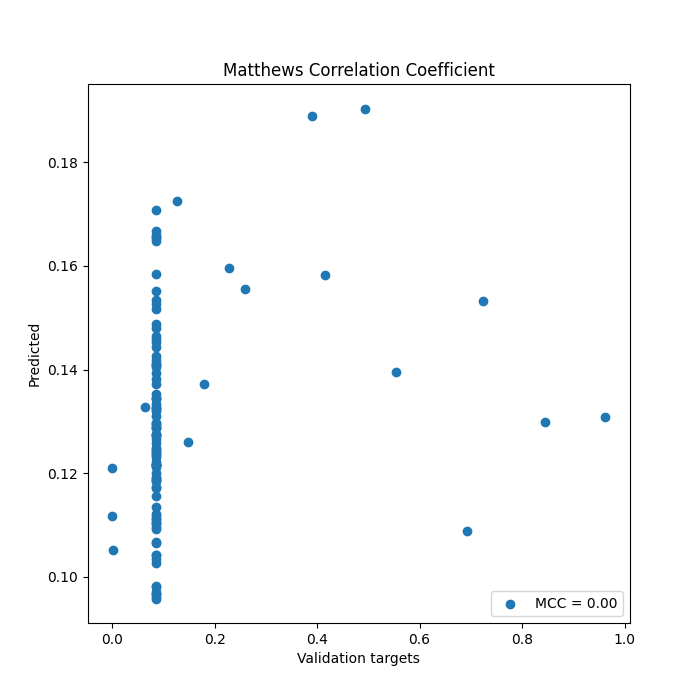 Matthews Correlation Coefficient
0.18
0.16
0.14
0.12
0.10
Predicted
MCC = 0.00
0.0 0.2 0.4 0.6 0.8 1.0
Validation targets